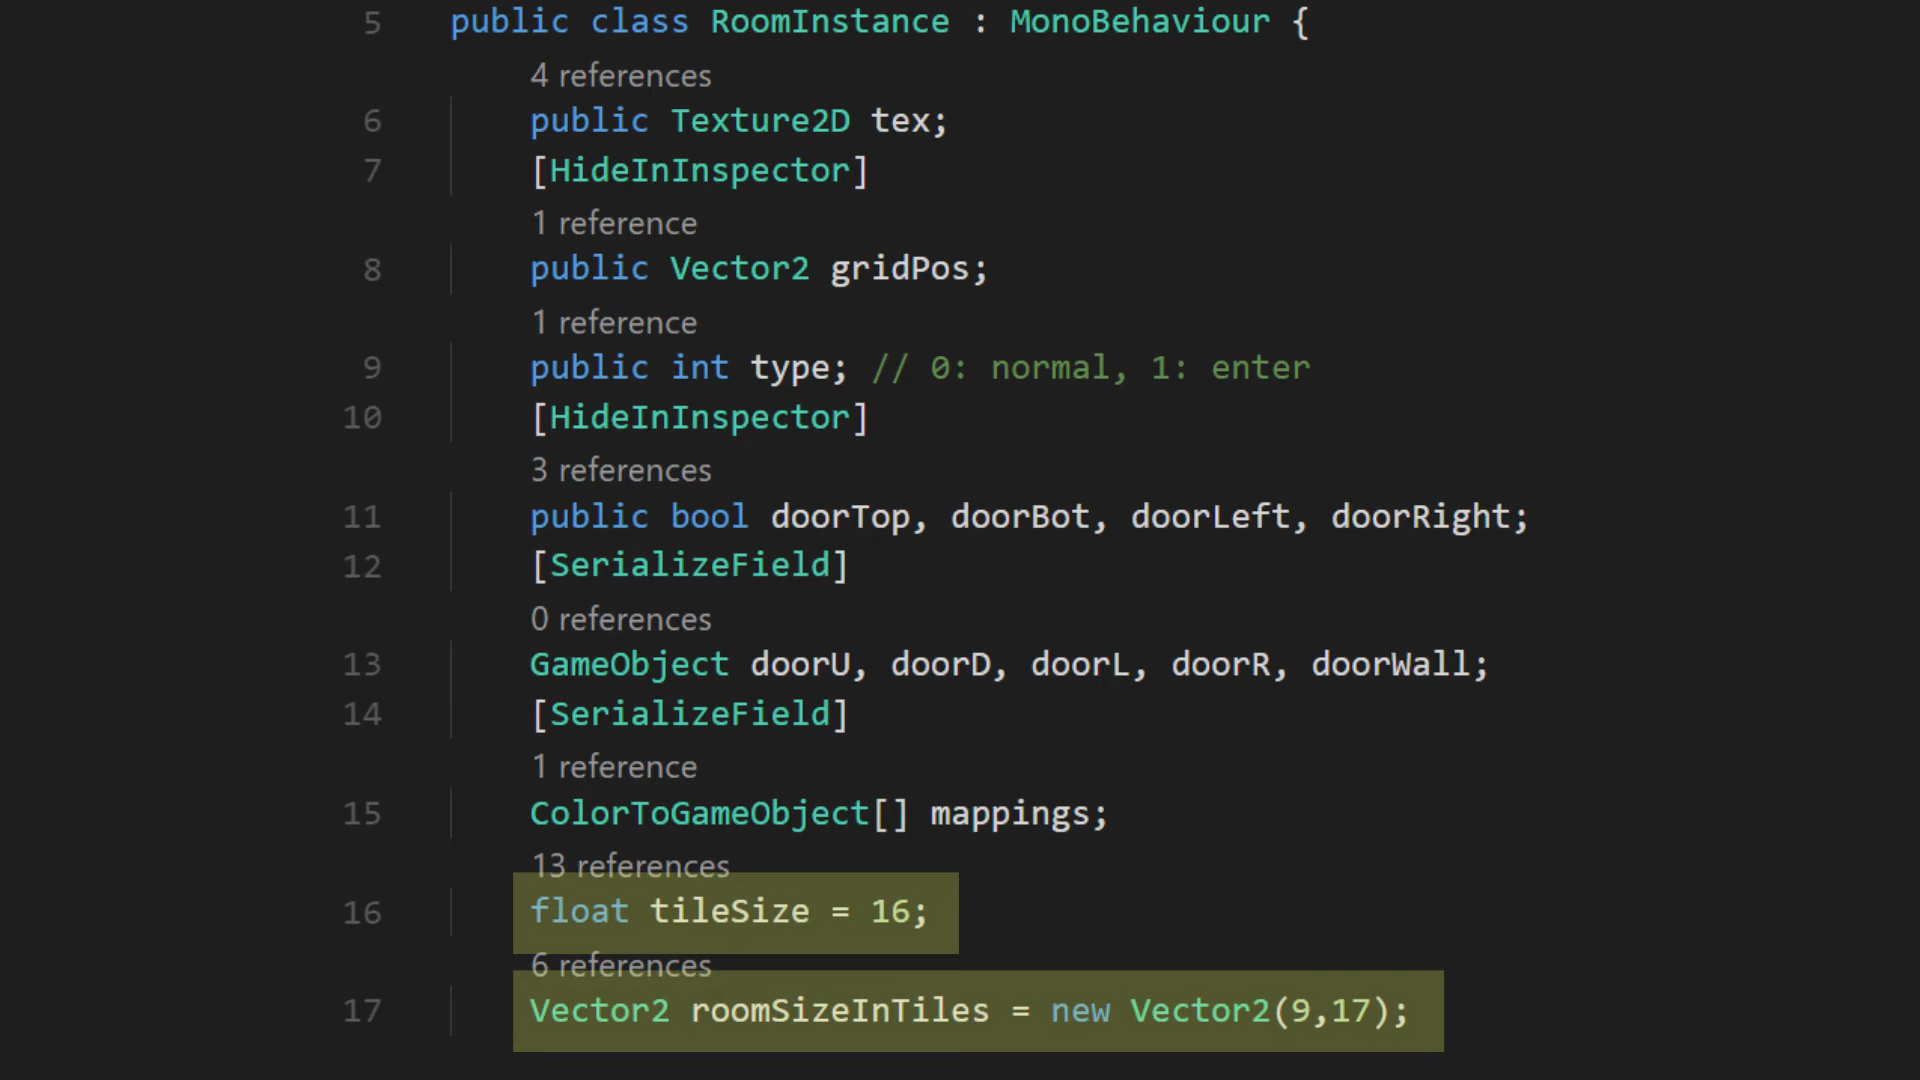 5 public class RoomInstance : MonoBehaviour {
4 references
6 public Texture2D tex;
7 [HideInInspector]
1 reference
8 public Vector2 gridPos;
1 reference
9 public int type; // 0: normal, 1: enter
10 [HideInInspector]
3 references
11 public bool doorTop, doorBot, doorLeft, doorRight;
12 [SerializeField]
0 references
13 GameObject doorU, doorD, doorL, doorR, doorWall;
14 [SerializeField]
1 reference
15 ColorToGameObject[] mappings;
13 references
16 float tileSize = 16;
6 references
17 Vector2 roomSizeInTiles = new Vector2(9,17);